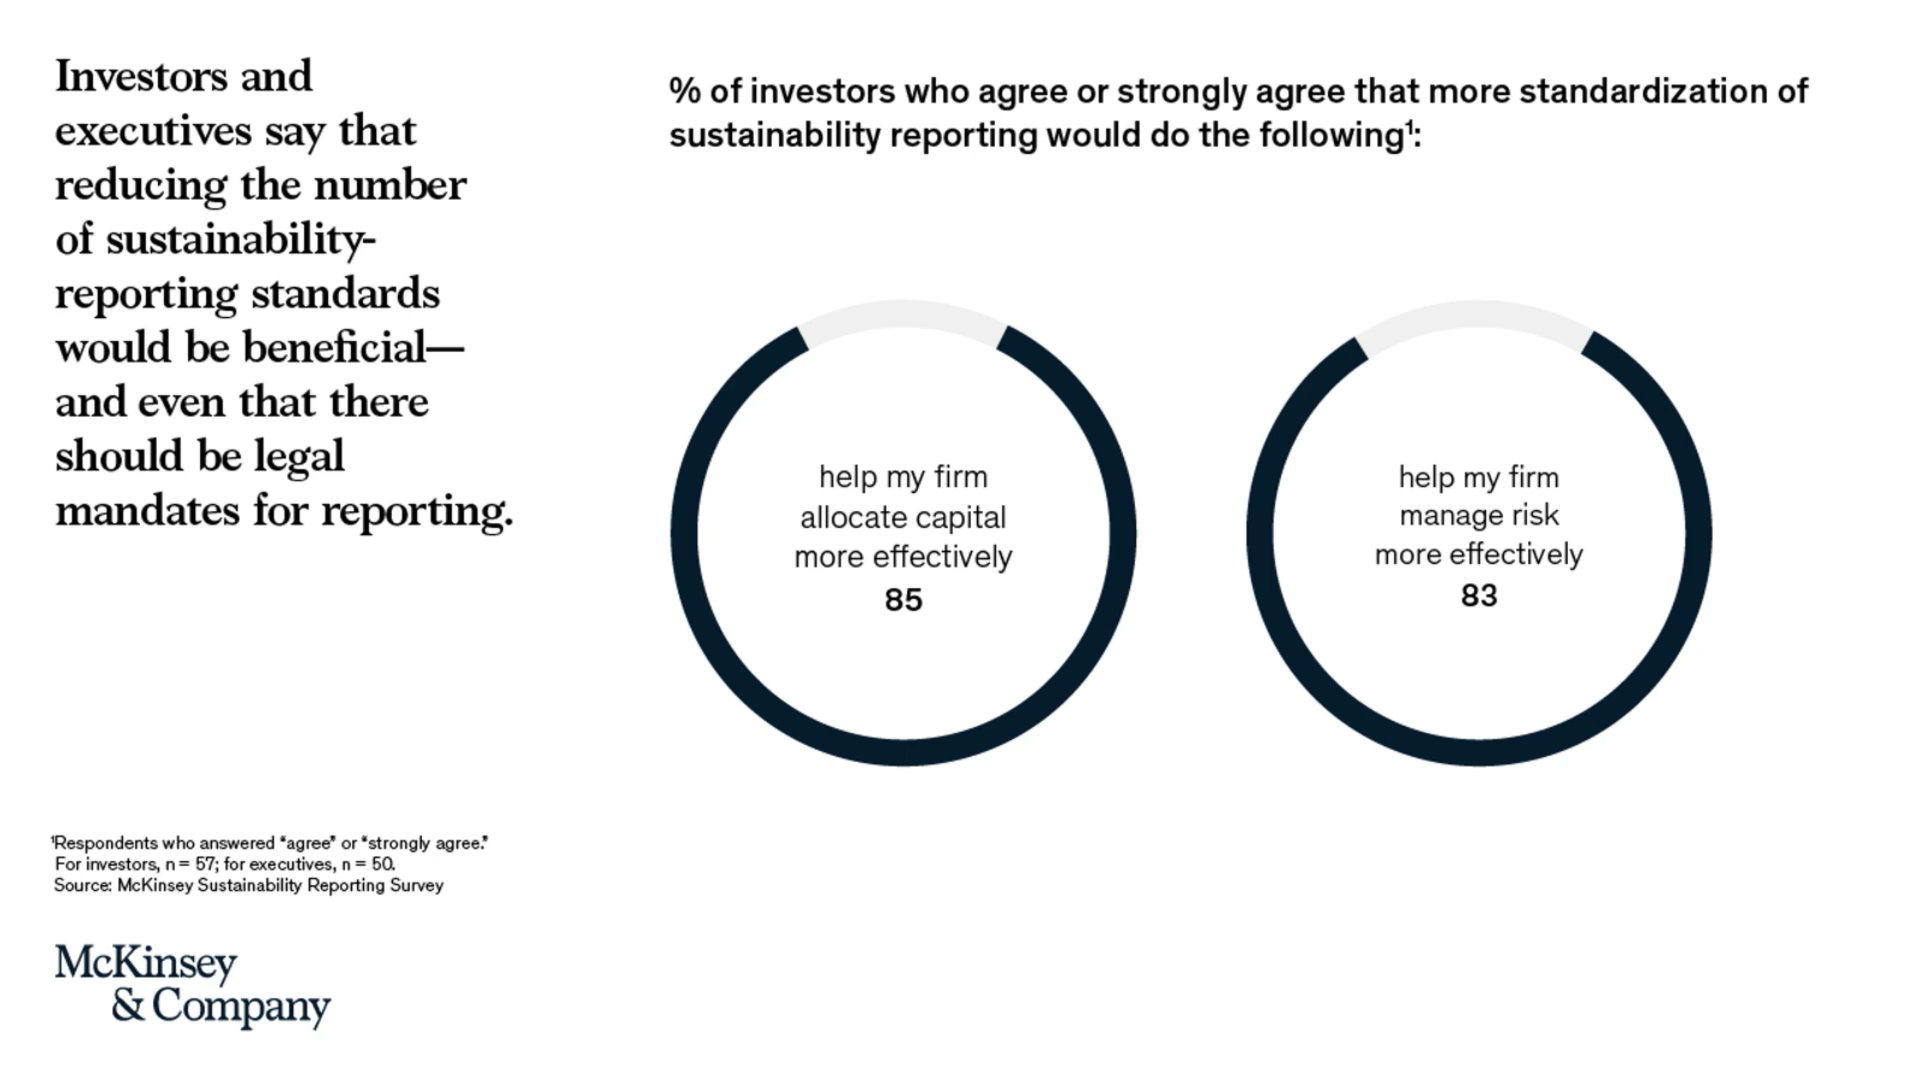 Investors and
executives say that
reducing the number
of sustainability-
reporting standards
would be beneficial—
and even that there
should be legal
mandates for reporting.
% of investors who agree or strongly agree that more standardization of
sustainability reporting would do the following¹:
help my firm
allocate capital
more effectively
85
help my firm
manage risk
more effectively
83
¹Respondents who answered “agree” or “strongly agree.”
For investors, n = 57; for executives, n = 50.
Source: McKinsey Sustainability Reporting Survey
McKinsey
& Company